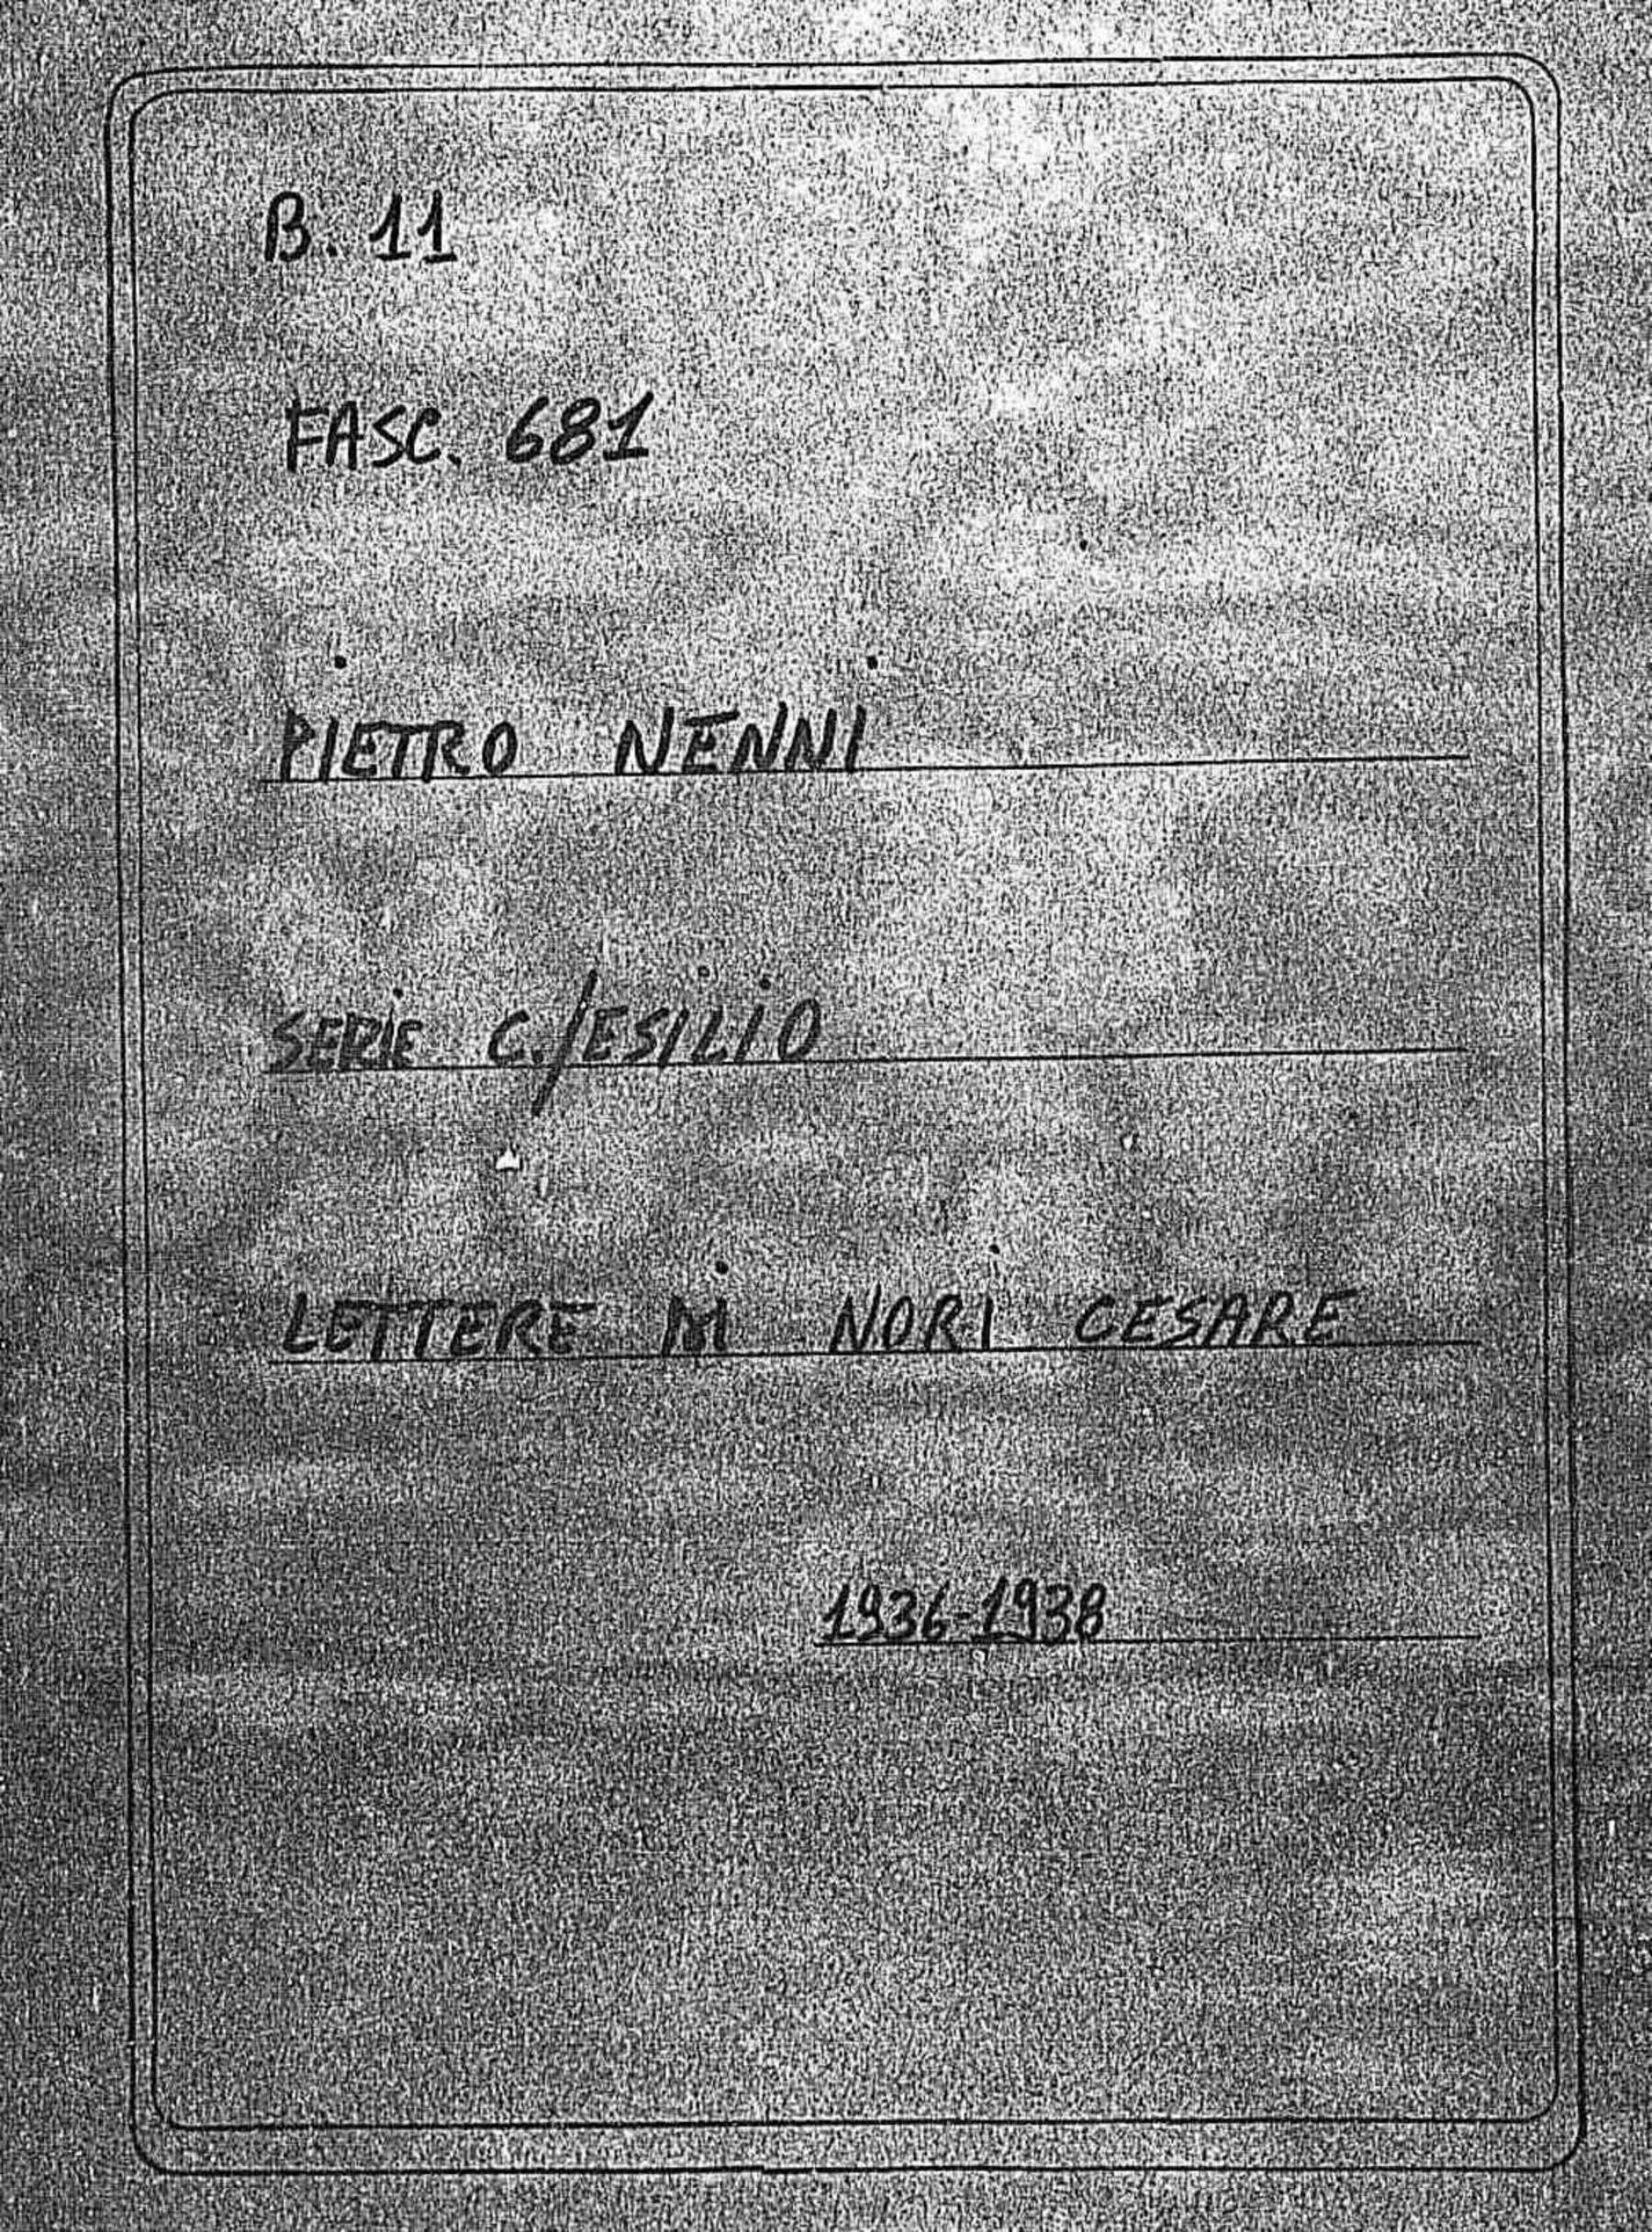 B. 11
FASC. 681
PIETRO NENNI
SERIE C./ESILIO
LETTERE DI NORI CESARE
1936-1938